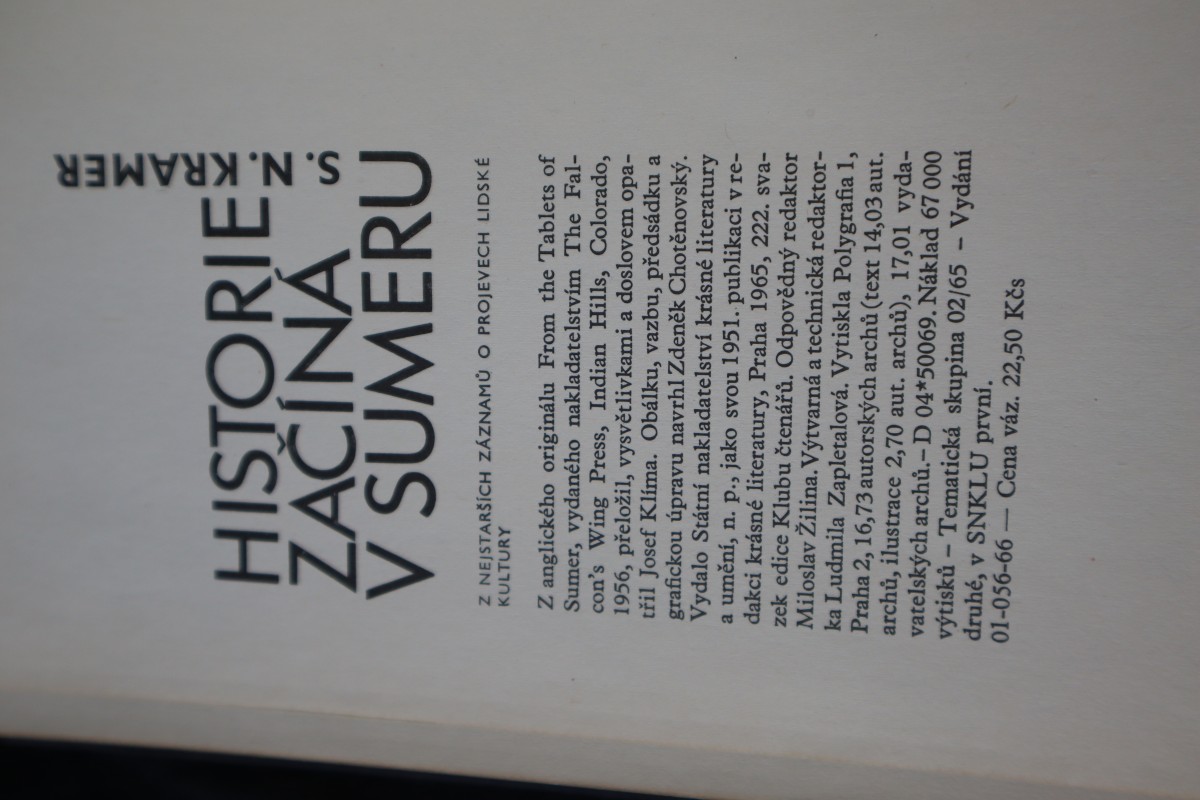 S. N. KRAMER
HISTORIE
ZAČÍNÁ
V SUMERU
Z NEJSTARŠÍCH ZÁZNAMŮ O PROJEVECH LIDSKÉ
KULTURY
Z anglického originálu From the Tablets of
Sumer, vydaného nakladatelstvím The Fal-
con's Wing Press, Indian Hills, Colorado,
1956, přeložil, vysvětlivkami a doslovem opa-
třil Josef Klíma. Obálku, vazbu, předsádku a
grafickou úpravu navrhl Zdeněk Chotěnovský.
Vydalo Státní nakladatelství krásné literatury
a umění, n. p., jako svou 1951. publikaci v re-
dakci krásné literatury, Praha 1965, 222. sva-
zek edice Klubu čtenářů. Odpovědný redaktor
Miloslav Žilina. Výtvarná a technická redaktor-
ka Ludmila Zapletalová. Vytiskla Polygrafia 1,
Praha 2, 16,73 autorských archů (text 14,03 aut.
archů, ilustrace 2,70 aut. archů), 17,01 vyda-
vatelských archů. – D 04*50069. Náklad 67 000
výtisků – Tematická skupina 02/65 – Vydání
druhé, v SNKLU první.
01-056-66 — Cena váz. 22,50 Kčs